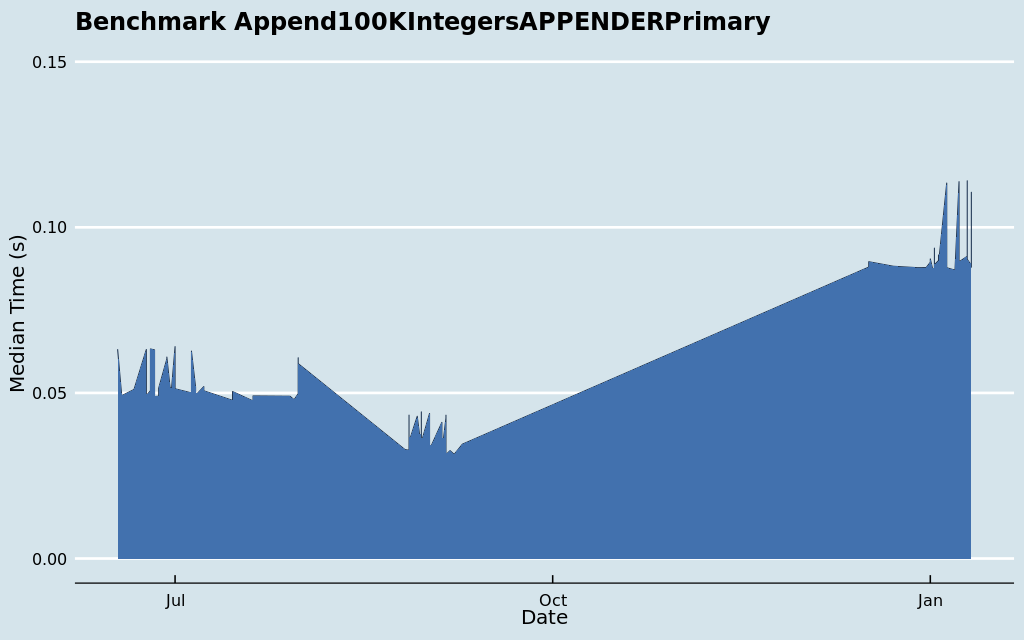 Benchmark Append100KIntegersAPPENDERPrimary
0.15
0.10
0.05
0.00
Median Time (s)
Jul
Oct
Jan
Date